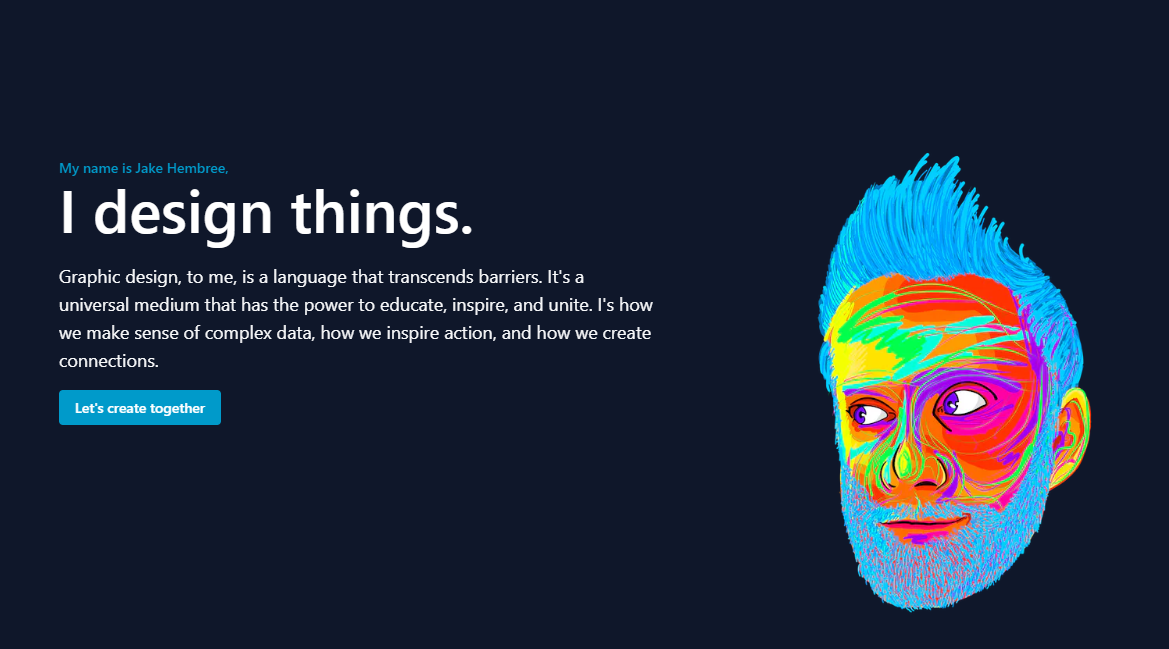 My name is Jake Hembree,
I design things.
Graphic design, to me, is a language that transcends barriers. It's a
universal medium that has the power to educate, inspire, and unite. I's how
we make sense of complex data, how we inspire action, and how we create
connections.
Let's create together